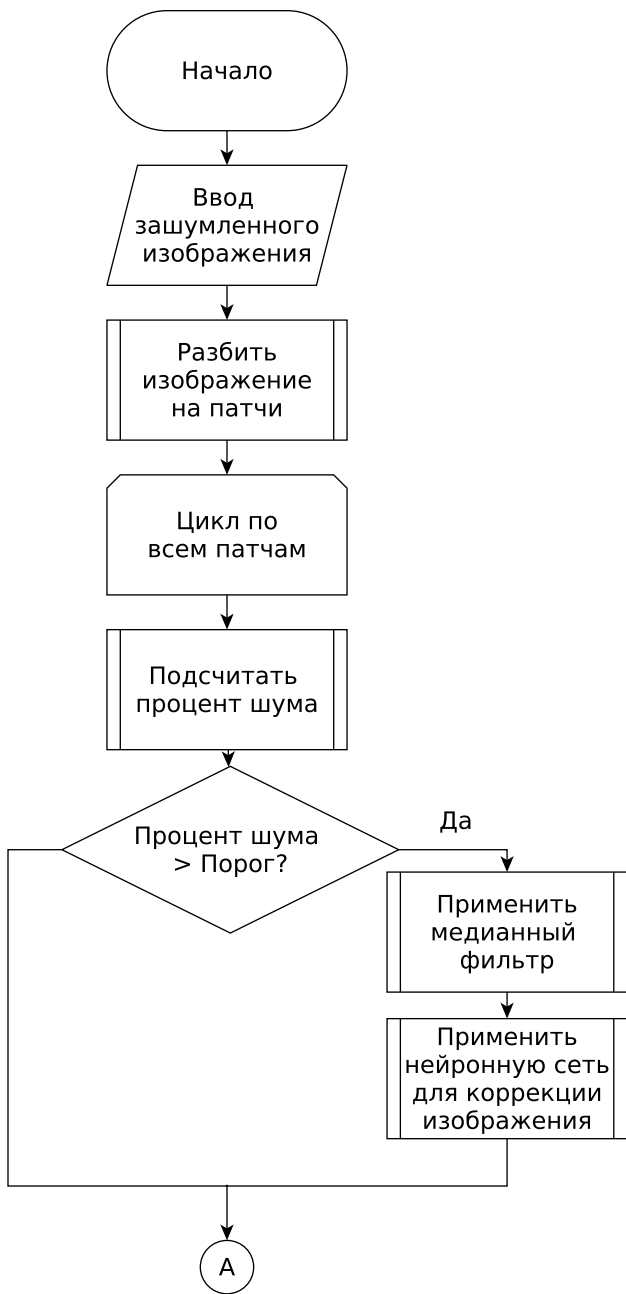 Начало
Ввод
зашумленного
изображения
Разбить
изображение
на патчи
Цикл по
всем патчам
Подсчитать
процент шума
Процент шума
> Порог?
Да
Применить
медианный
фильтр
Применить
нейронную сеть
для коррекции
изображения
А